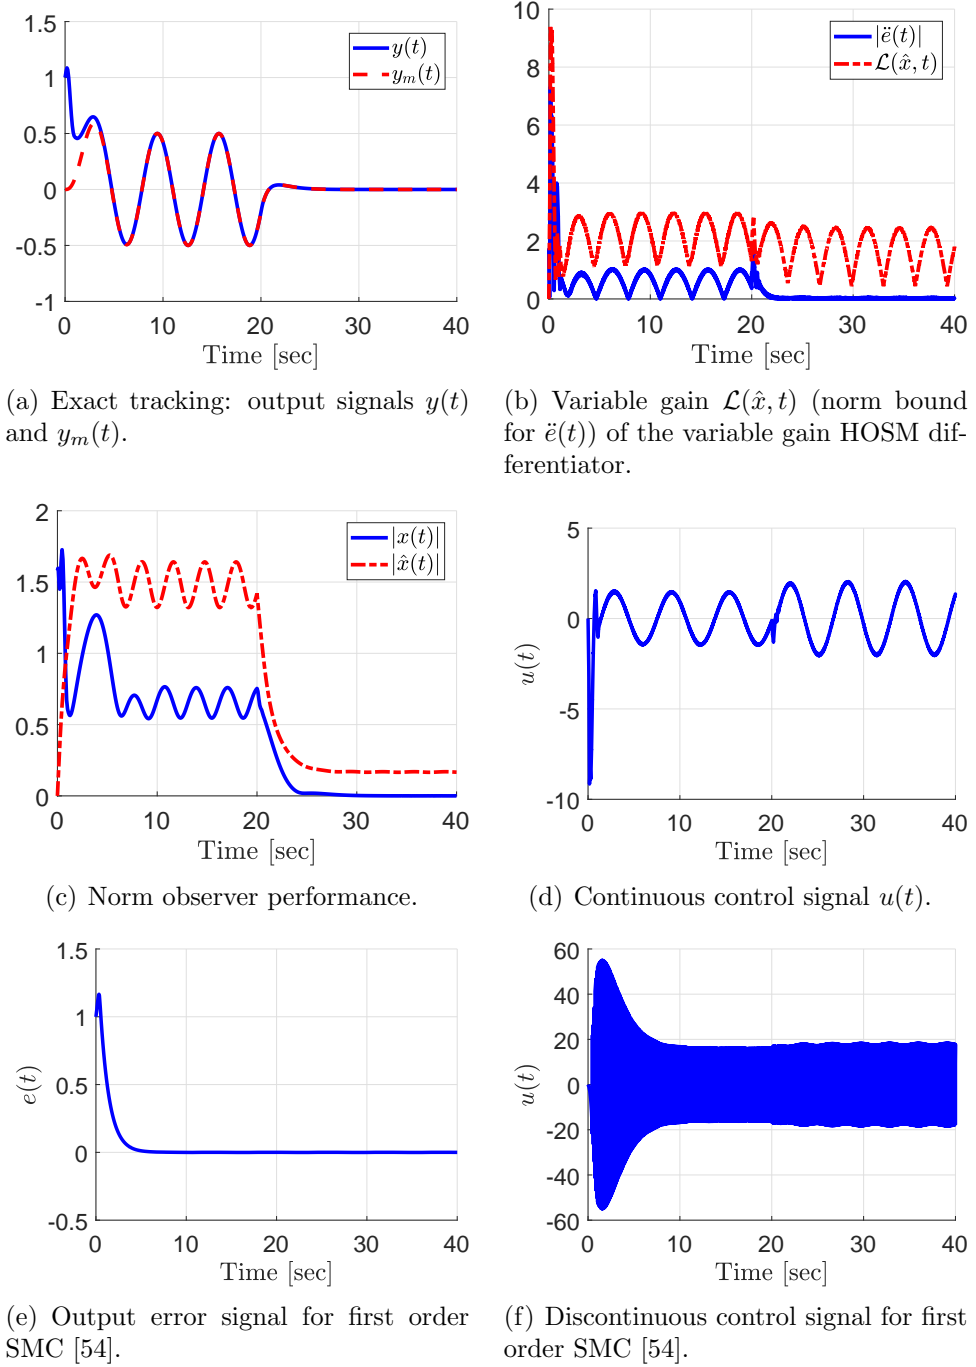 1.5
1
0.5
0
-0.5
-1
0
10
20
30
40
Time [sec]
y(t)
y_m(t)
(a) Exact tracking: output signals y(t)
and y_m(t).
10
8
6
4
2
0
0
10
20
30
40
Time [sec]
|ë(t)|
ℒ(x̂, t)
(b) Variable gain ℒ(x̂, t) (norm bound
for ë(t)) of the variable gain HOSM dif-
ferentiator.
2
1.5
1
0.5
0
0
10
20
30
40
Time [sec]
|x(t)|
|x̂(t)|
(c) Norm observer performance.
5
0
-5
-10
u(t)
0
10
20
30
40
Time [sec]
(d) Continuous control signal u(t).
1.5
1
0.5
0
-0.5
e(t)
0
10
20
30
40
Time [sec]
(e) Output error signal for first order
SMC [54].
60
40
20
0
-20
-40
-60
u(t)
0
10
20
30
40
Time [sec]
(f) Discontinuous control signal for first
order SMC [54].